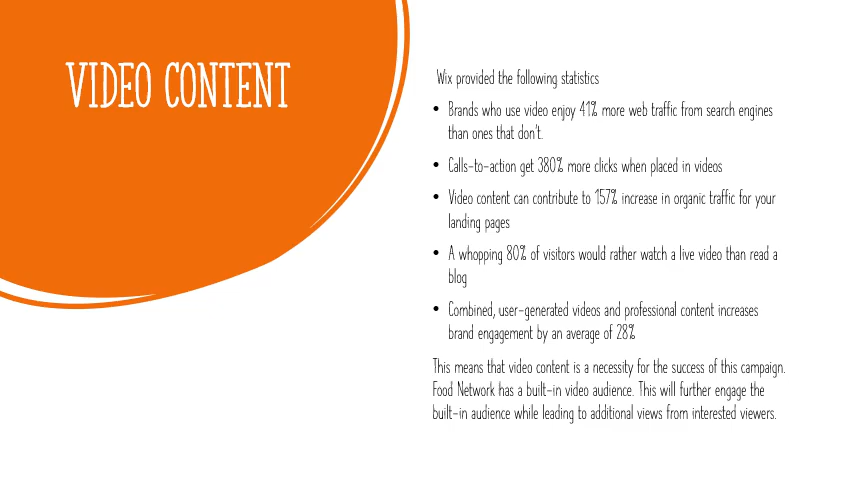 VIDEO CONTENT
Wix provided the following statistics
• Brands who use video enjoy 41% more web traffic from search engines
than ones that don't.
• Calls-to-action get 380% more clicks when placed in videos
• Video content can contribute to 157% increase in organic traffic for your
landing pages
• A whopping 80% of visitors would rather watch a live video than read a
blog
• Combined, user-generated videos and professional content increases
brand engagement by an average of 28%
This means that video content is a necessity for the success of this campaign.
Food Network has a built-in video audience. This will further engage the
built-in audience while leading to additional views from interested viewers.